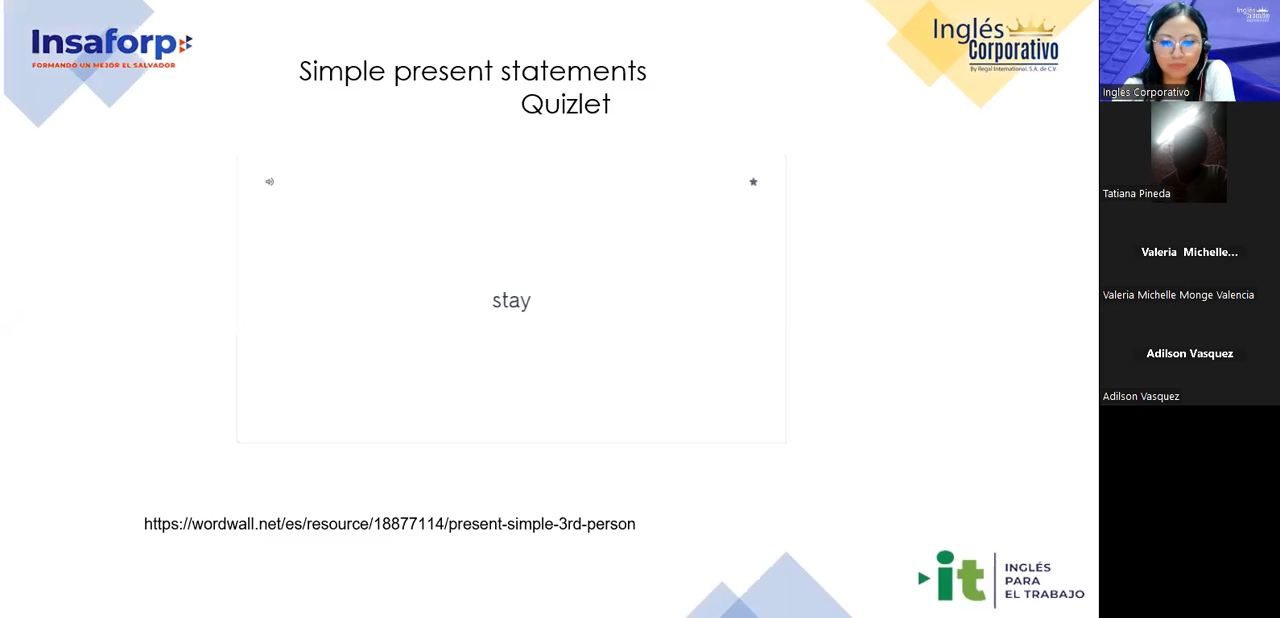 Insaforp
FORMANDO UN MEJOR EL SALVADOR
Simple present statements
Quizlet
Inglés
Corporativo
By Regal International, S.A. de C.V.
stay
https://wordwall.net/es/resource/18877114/present-simple-3rd-person
it
INGLÉS
PARA
EL TRABAJO
Inglés Corporativo
Tatiana Pineda
Valeria Michelle...
Valeria Michelle Monge Valencia
Adilson Vasquez
Adilson Vasquez